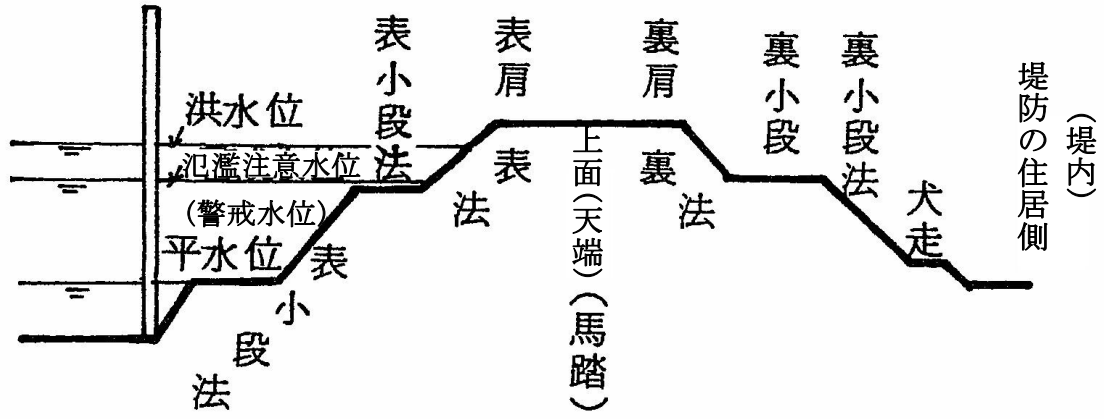 洪水位
氾濫注意水位
(警戒水位)
平水位
表小段法
表小段法
表肩
表法
上面(天端)(馬踏)
裏肩
裏法
裏小段
裏小段法
犬走
堤防の住居側
(堤内)